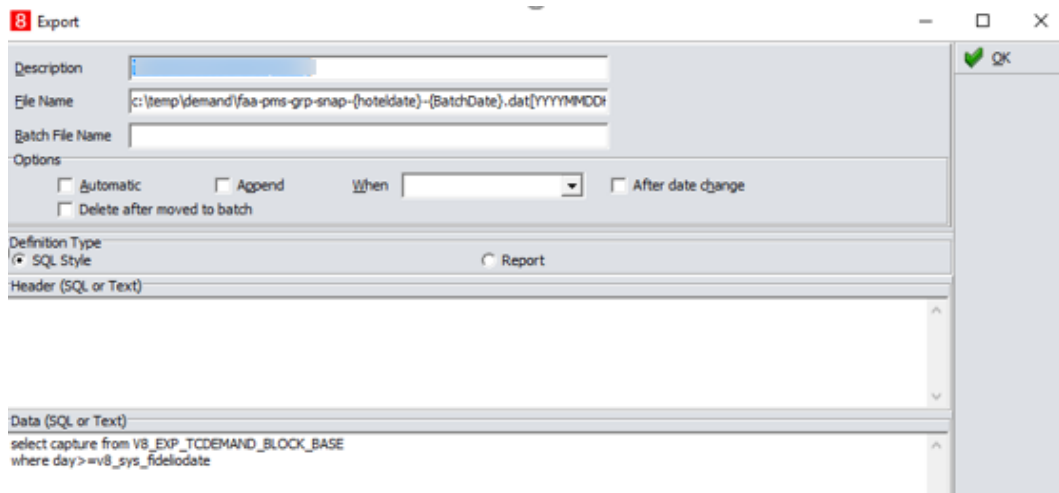 8 Export
OK
Description
File Name c:\temp\demand\faa-pms-grp-snap-{hoteldate}-{BatchDate}.dat[YYYYMMDDH
Batch File Name
Options
Automatic Append When After date change
Delete after moved to batch
Definition Type
SQL Style Report
Header (SQL or Text)
Data (SQL or Text)
select capture from V8_EXP_TCDEMAND_BLOCK_BASE
where day>=v8_sys_fideliodate